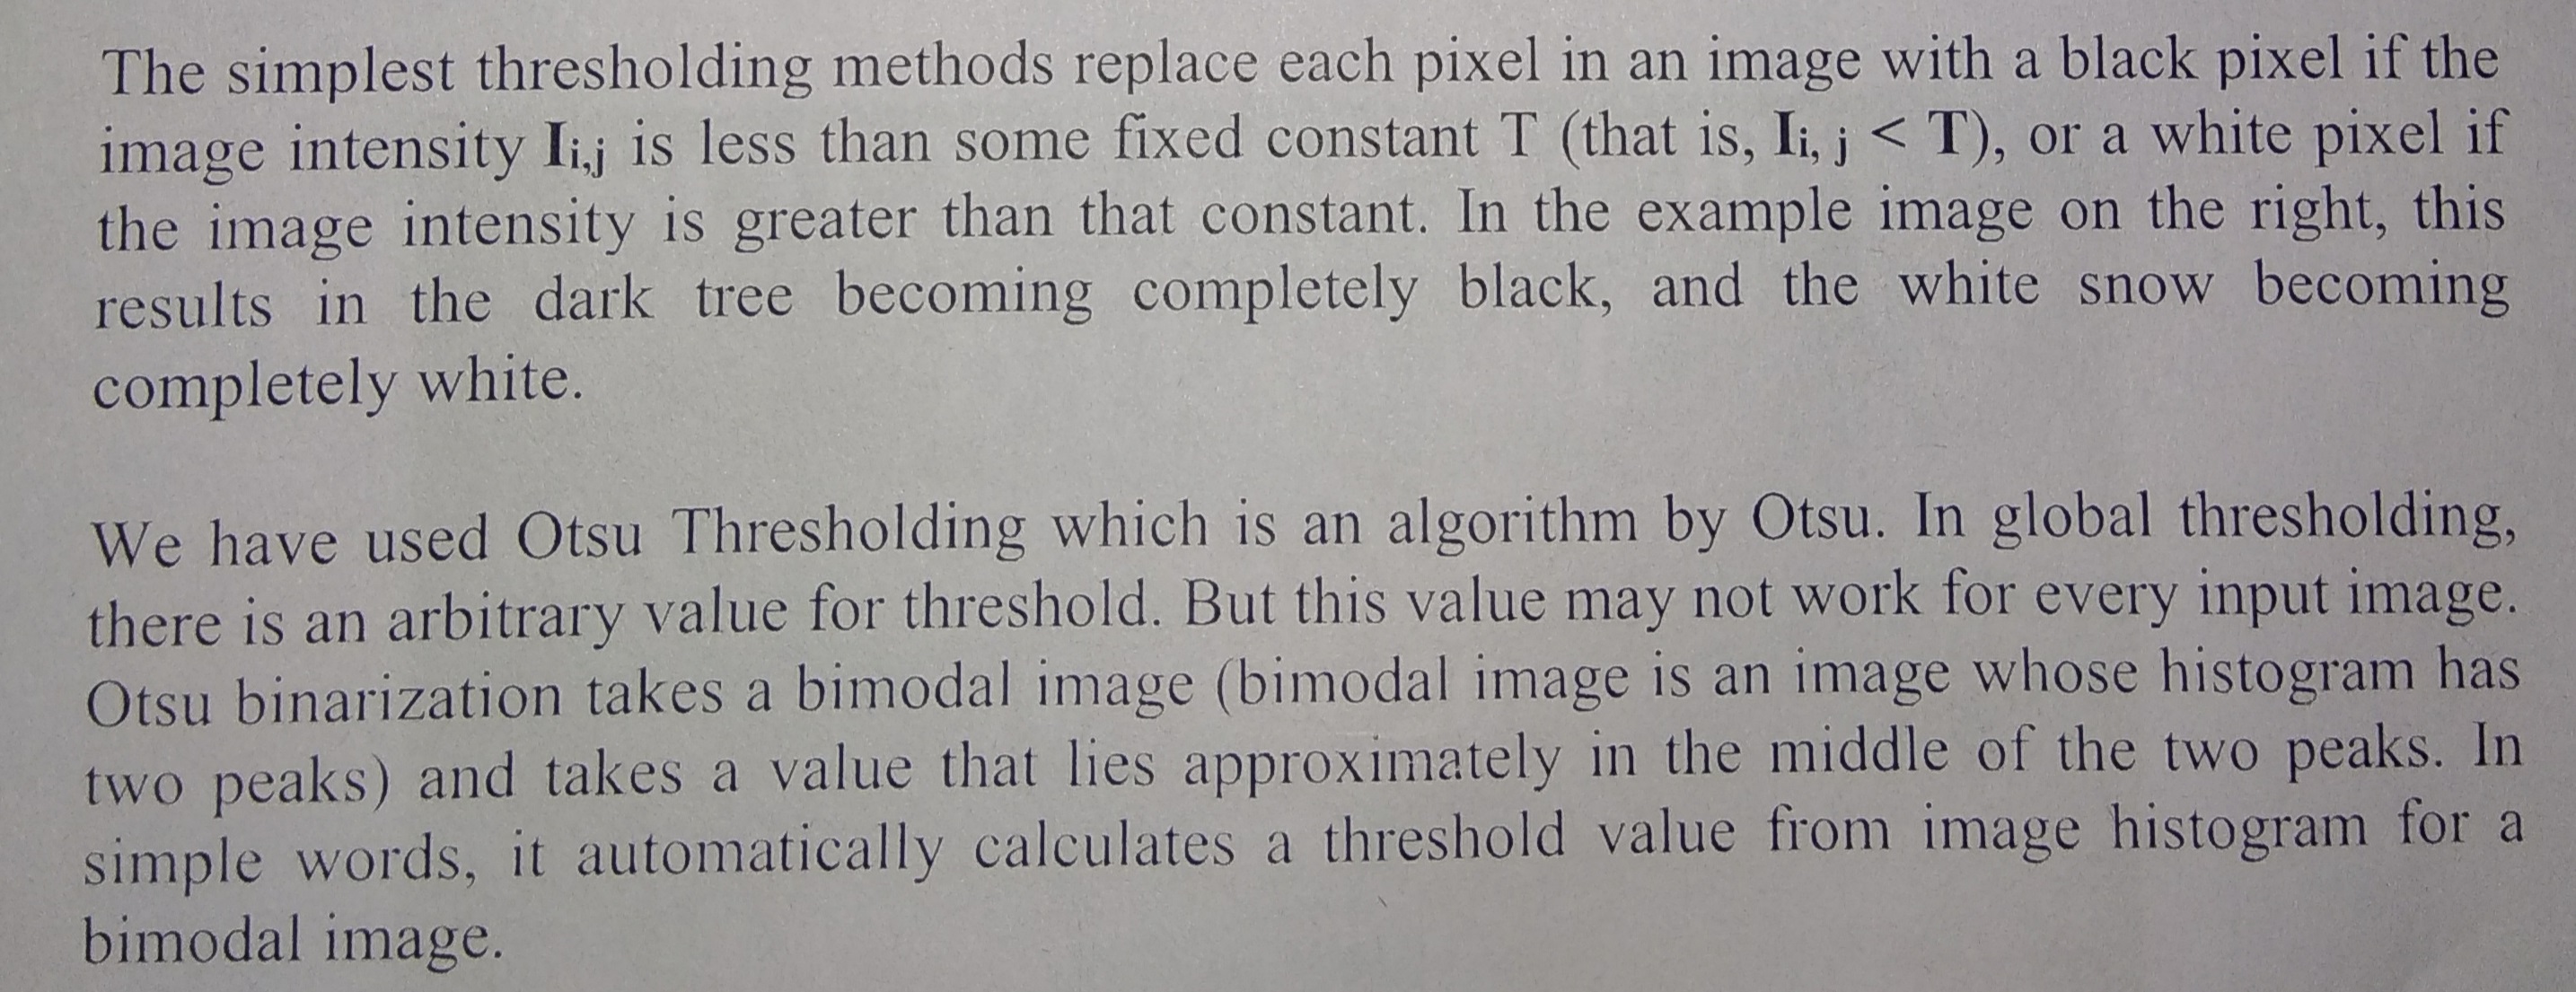 The simplest thresholding methods replace each pixel in an image with a black pixel if the
image intensity Ii,j is less than some fixed constant T (that is, Ii, j < T), or a white pixel if
the image intensity is greater than that constant. In the example image on the right, this
results in the dark tree becoming completely black, and the white snow becoming
completely white.
We have used Otsu Thresholding which is an algorithm by Otsu. In global thresholding,
there is an arbitrary value for threshold. But this value may not work for every input image.
Otsu binarization takes a bimodal image (bimodal image is an image whose histogram has
two peaks) and takes a value that lies approximately in the middle of the two peaks. In
simple words, it automatically calculates a threshold value from image histogram for a
bimodal image.